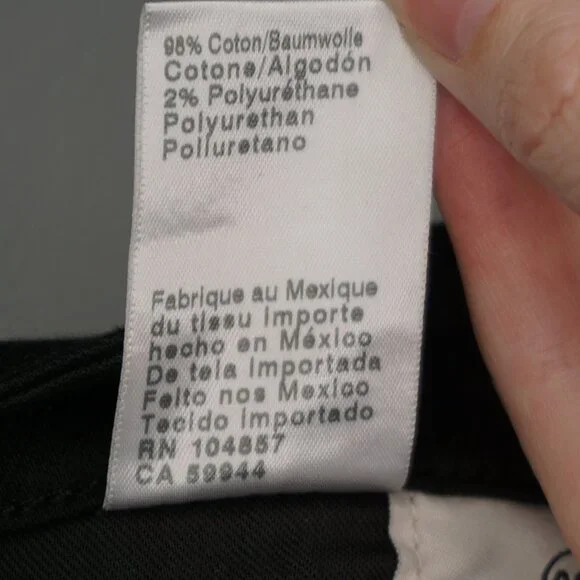 98% Coton/Baumwolle
Cotone/Algodón
2% Polyuréthane
Polyurethan
Poliuretano
Fabrique au Mexique
du tissu Importe
hecho en México
De tela Importada
Feito nos Mexico
Tecido Importado
RN 104857
CA 59944